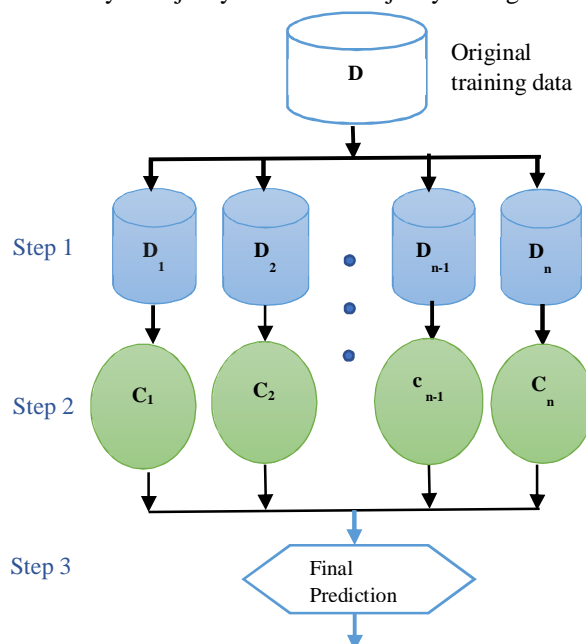 D
Original
training data
Step 1
D1
D2
Dn-1
Dn
Step 2
C1
C2
cn-1
Cn
Step 3
Final
Prediction